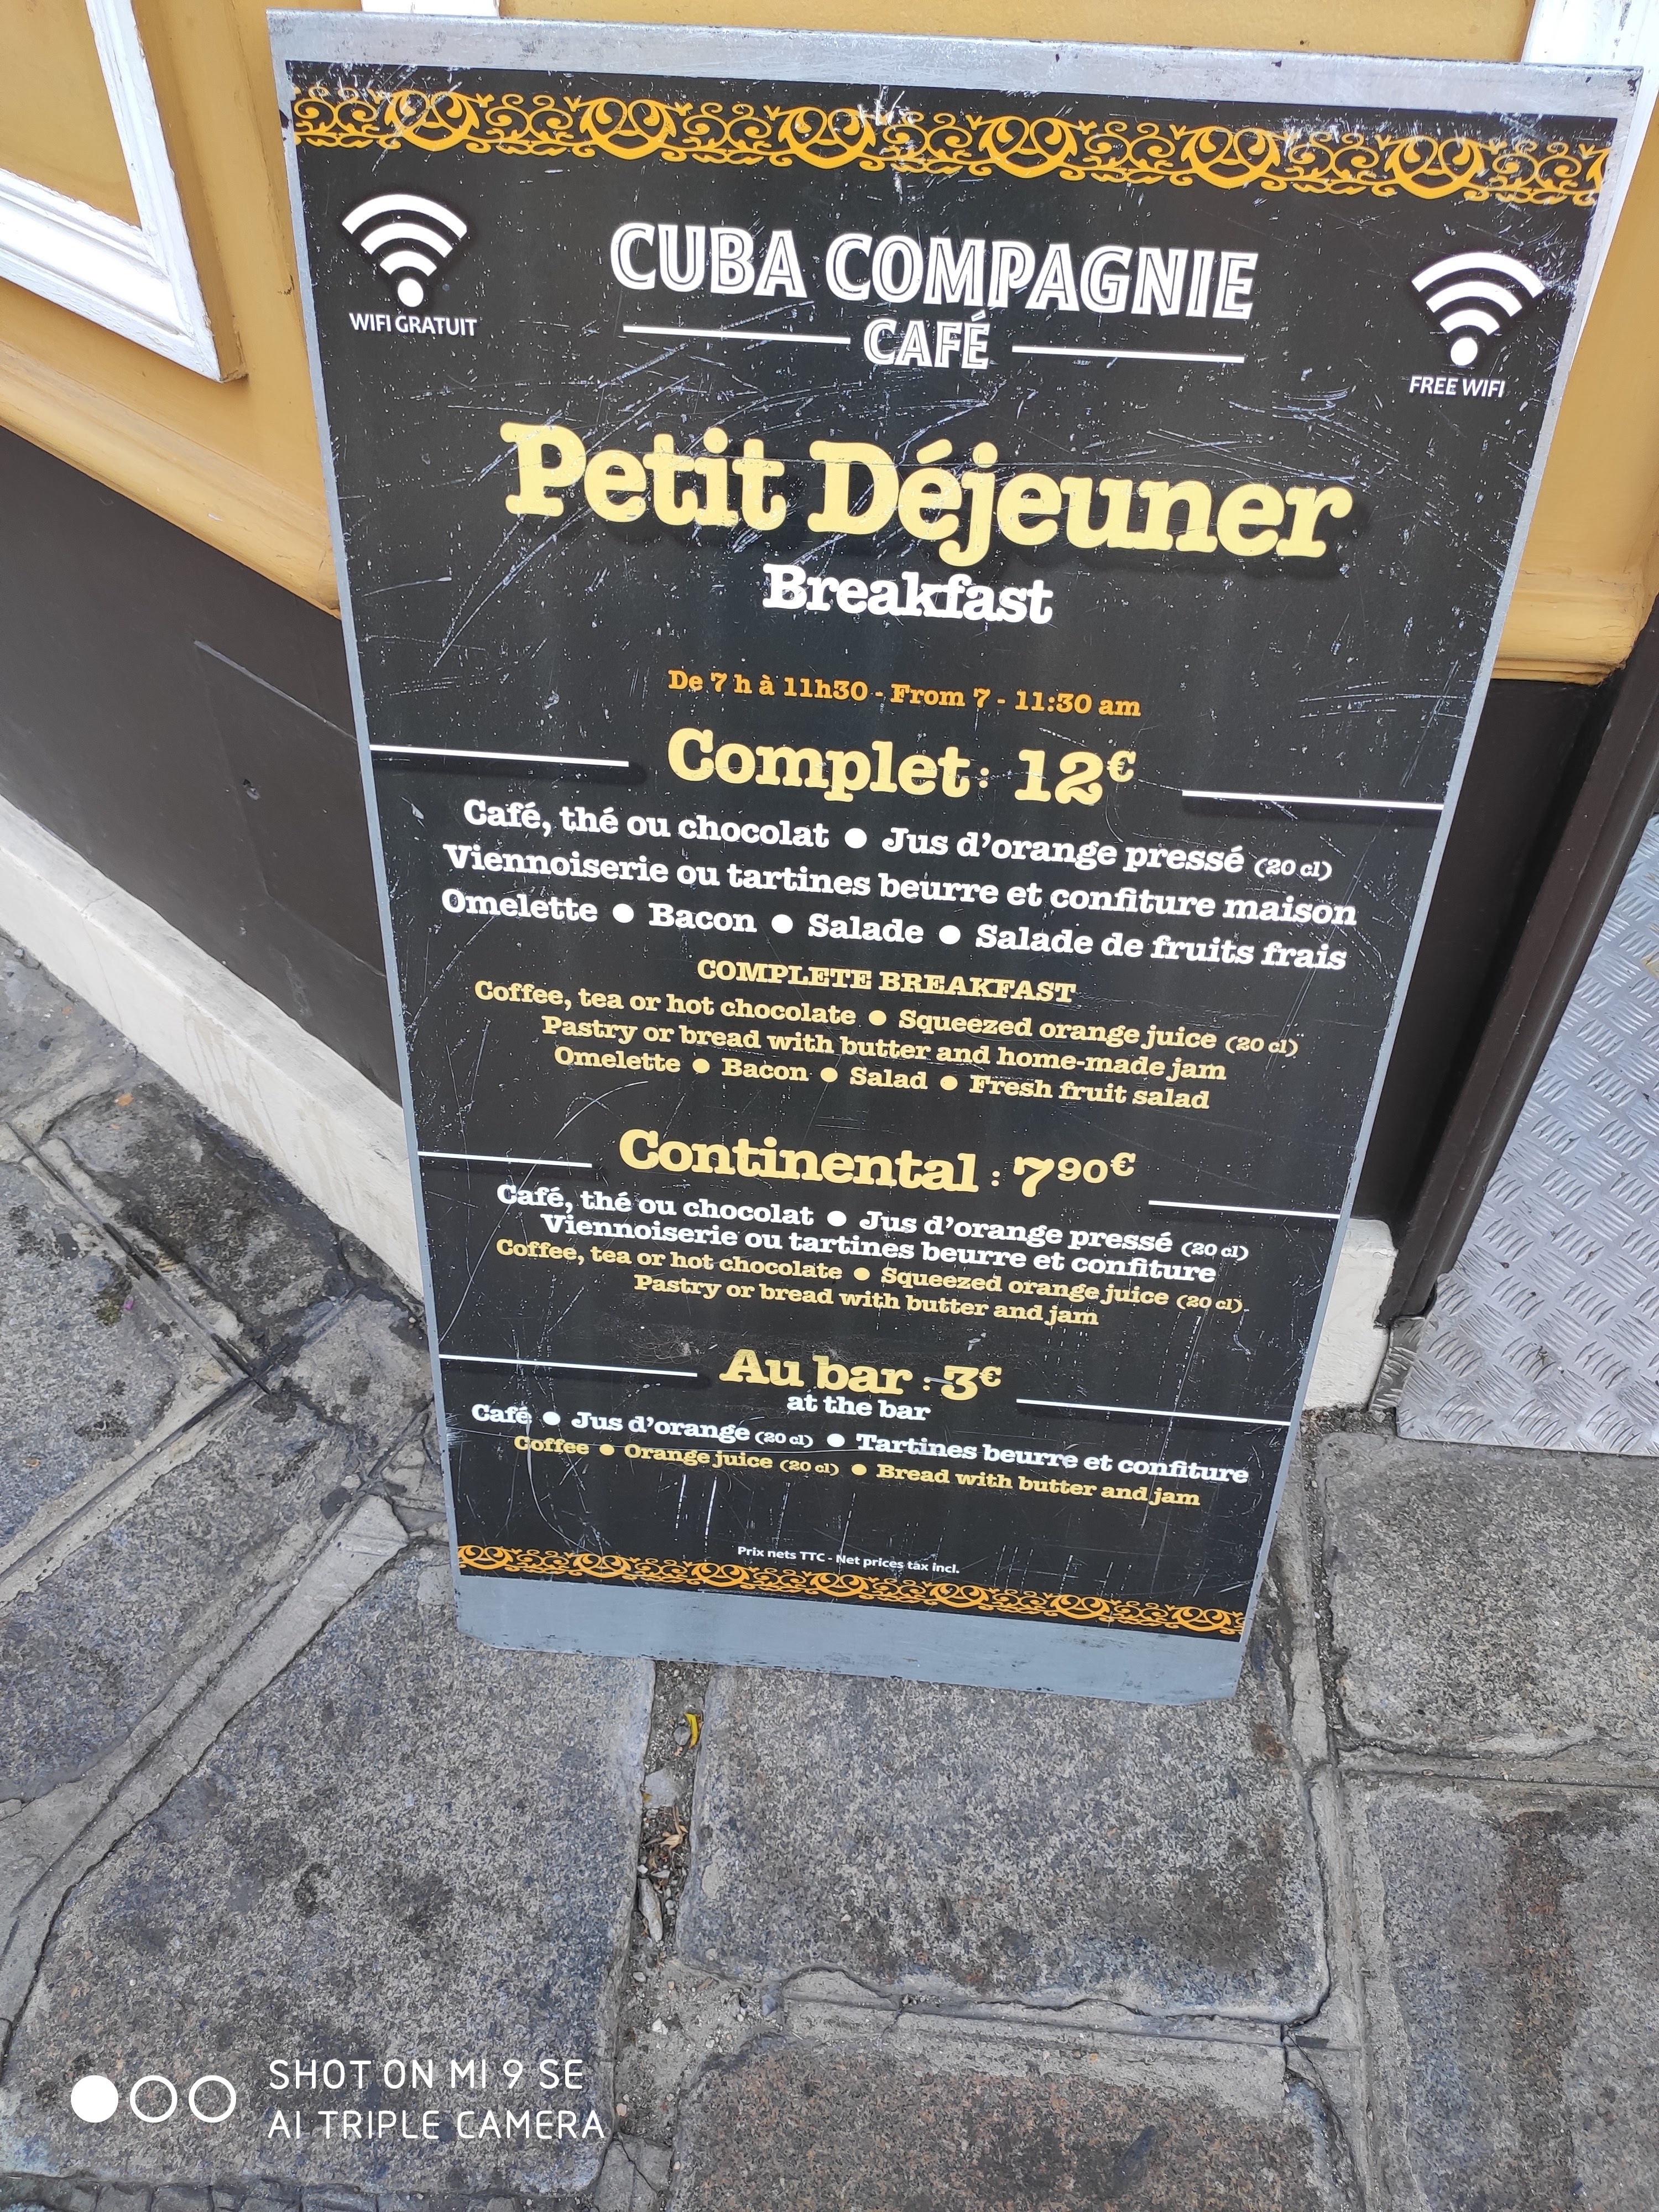 WIFI GRATUIT
CUBA COMPAGNIE
CAFÉ
FREE WIFI
Petit Déjeuner
Breakfast
De 7 h à 11h30 - From 7 - 11:30 am
Complet : 12€
Café, thé ou chocolat ● Jus d'orange pressé (20 cl)
Viennoiserie ou tartines beurre et confiture maison
Omelette ● Bacon ● Salade ● Salade de fruits frais
COMPLETE BREAKFAST
Coffee, tea or hot chocolate ● Squeezed orange juice (20 cl)
Pastry or bread with butter and home-made jam
Omelette ● Bacon ● Salad ● Fresh fruit salad
Continental : 7⁹⁰€
Café, thé ou chocolat ● Jus d'orange pressé (20 cl)
Viennoiserie ou tartines beurre et confiture
Coffee, tea or hot chocolate ● Squeezed orange juice (20 cl)
Pastry or bread with butter and jam
Au bar : 3€
at the bar
Café ● Jus d'orange (20 cl) ● Tartines beurre et confiture
Coffee ● Orange juice (20 cl) ● Bread with butter and jam
Prix nets TTC - Net prices tax incl.
SHOT ON MI 9 SE
AI TRIPLE CAMERA